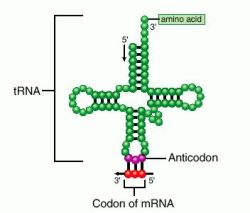 amino acid
3'
5'
tRNA
Anticodon
3' 5'
Codon of mRNA